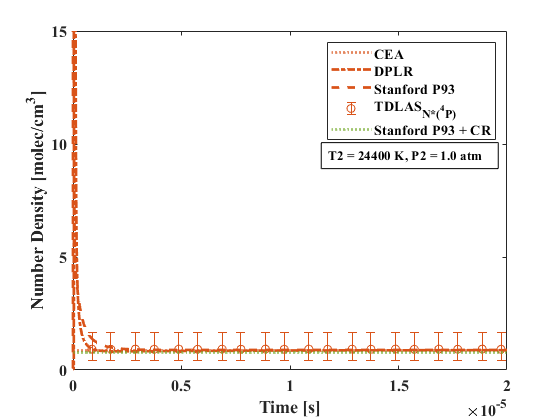 15
10
5
0
Number Density [molec/cm³]
CEA
DPLR
Stanford P93
TDLAS_N*(⁴P)
Stanford P93 + CR
T2 = 24400 K, P2 = 1.0 atm
0 0.5 1 1.5 2
Time [s]
×10⁻⁵